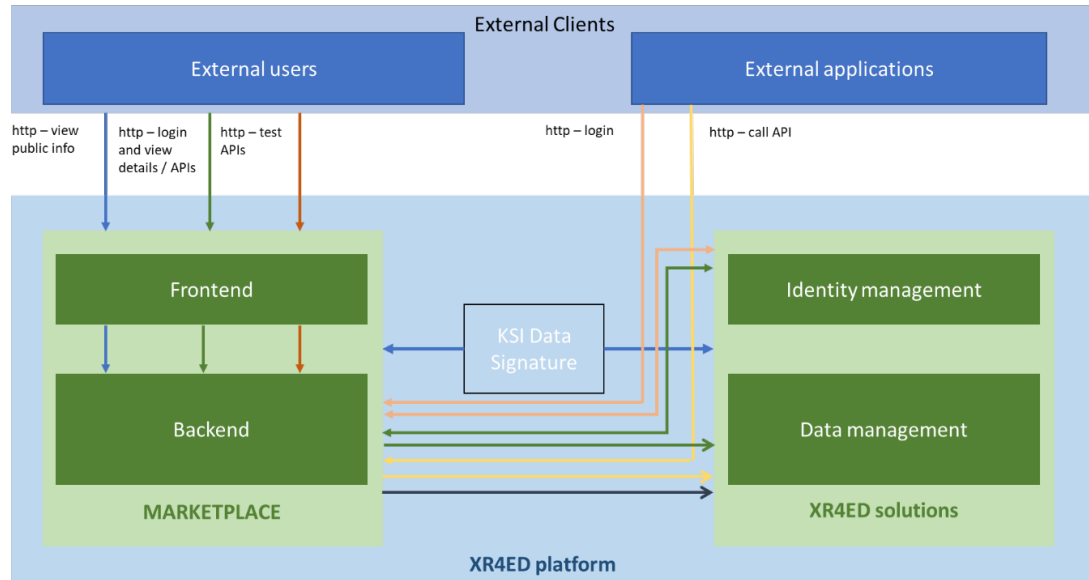 External Clients
External users
External applications
http – view
public info
http – login
and view
details / APIs
http – test
APIs
http – login
http – call API
Frontend
Identity management
KSI Data
Signature
Backend
Data management
MARKETPLACE
XR4ED solutions
XR4ED platform